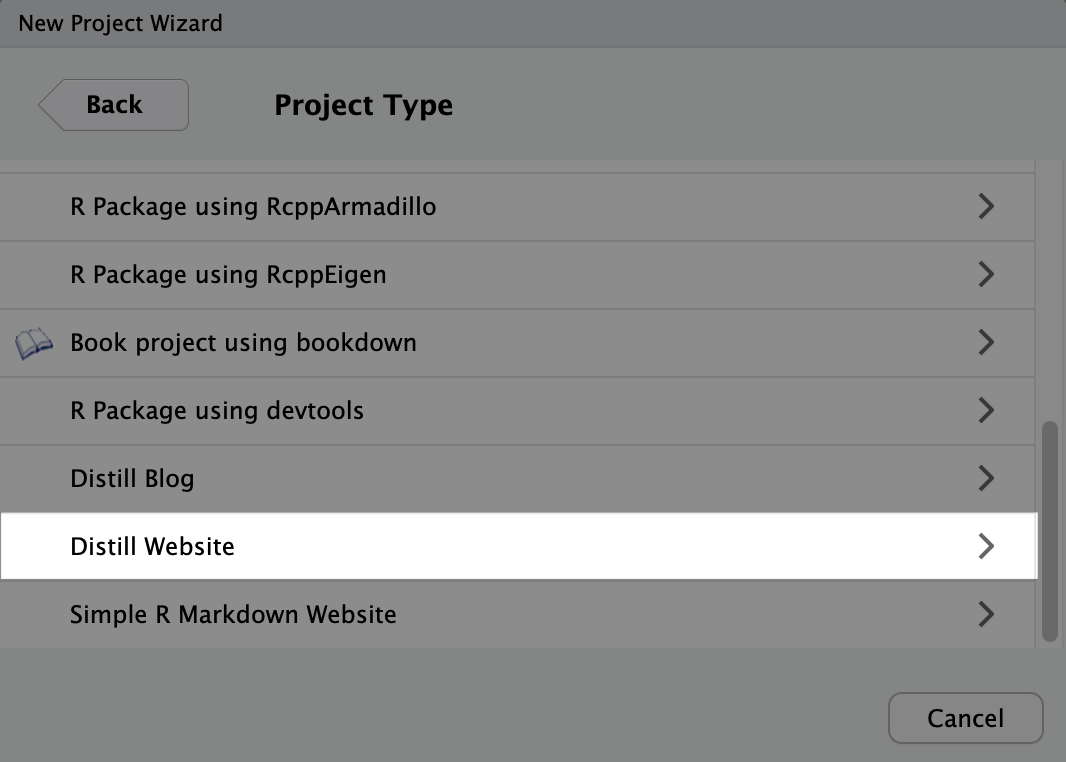 New Project Wizard
Back
Project Type
R Package using RcppArmadillo
R Package using RcppEigen
Book project using bookdown
R Package using devtools
Distill Blog
Distill Website
Simple R Markdown Website
Cancel